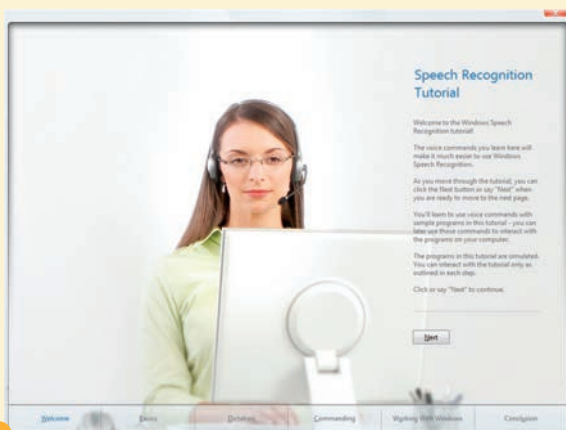 Speech Recognition
Tutorial
Welcome to the Windows Speech
Recognition tutorial!
The voice commands you learn here will
make it much easier to use Windows
Speech Recognition.
As you move through the tutorial, you can
click the Next button or say "Next" when
you are ready to move to the next page.
You'll learn to use voice commands with
sample programs in this tutorial – you can
later use those commands to interact with
the programs on your computer.
The programs in this tutorial are simulated.
You can interact with the tutorial only as
outlined in each step.
Click or say "Next" to continue.
Next
Welcome Basics Dictation Commanding Working With Windows Conclusion